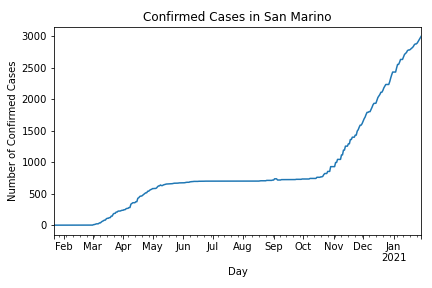 Confirmed Cases in San Marino
Number of Confirmed Cases
3000
2500
2000
1500
1000
500
0
Feb Mar Apr May Jun Jul Aug Sep Oct Nov Dec Jan
2021
Day